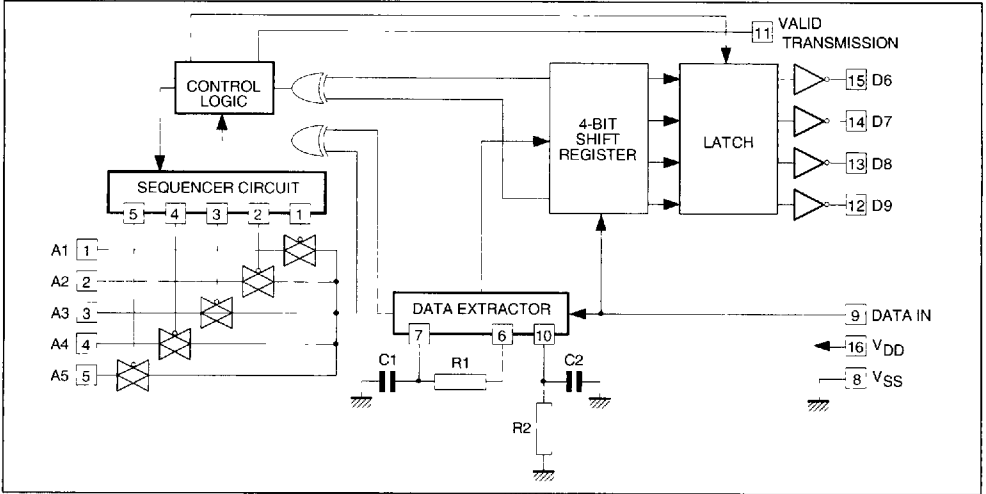 11 VALID
TRANSMISSION
CONTROL
LOGIC
4-BIT
SHIFT
REGISTER
LATCH
15 D6
14 D7
13 D8
12 D9
SEQUENCER CIRCUIT
5 4 3 2 1
A1 1
A2 2
A3 3
A4 4
A5 5
DATA EXTRACTOR
7 6 10
9 DATA IN
16 VDD
8 VSS
C1
R1
C2
R2